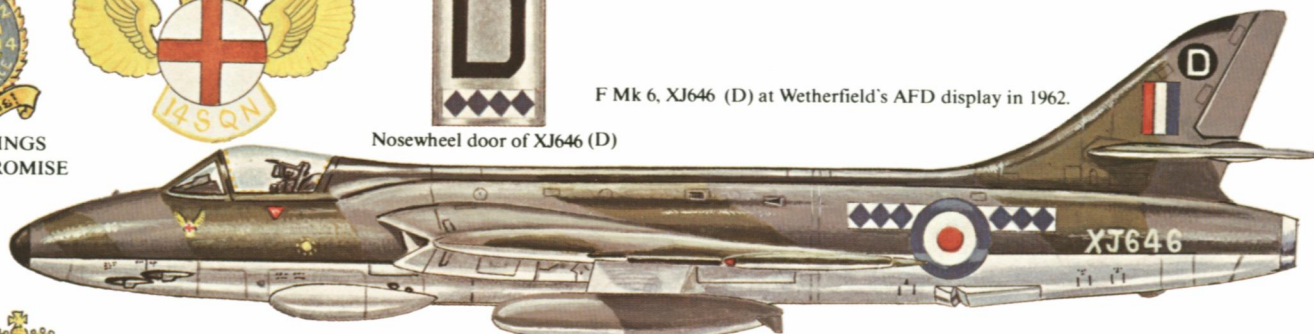 D
14 SQN
F Mk 6, XJ646 (D) at Wetherfield's AFD display in 1962.
Nosewheel door of XJ646 (D)
INGS
ROMISE
D
XJ646